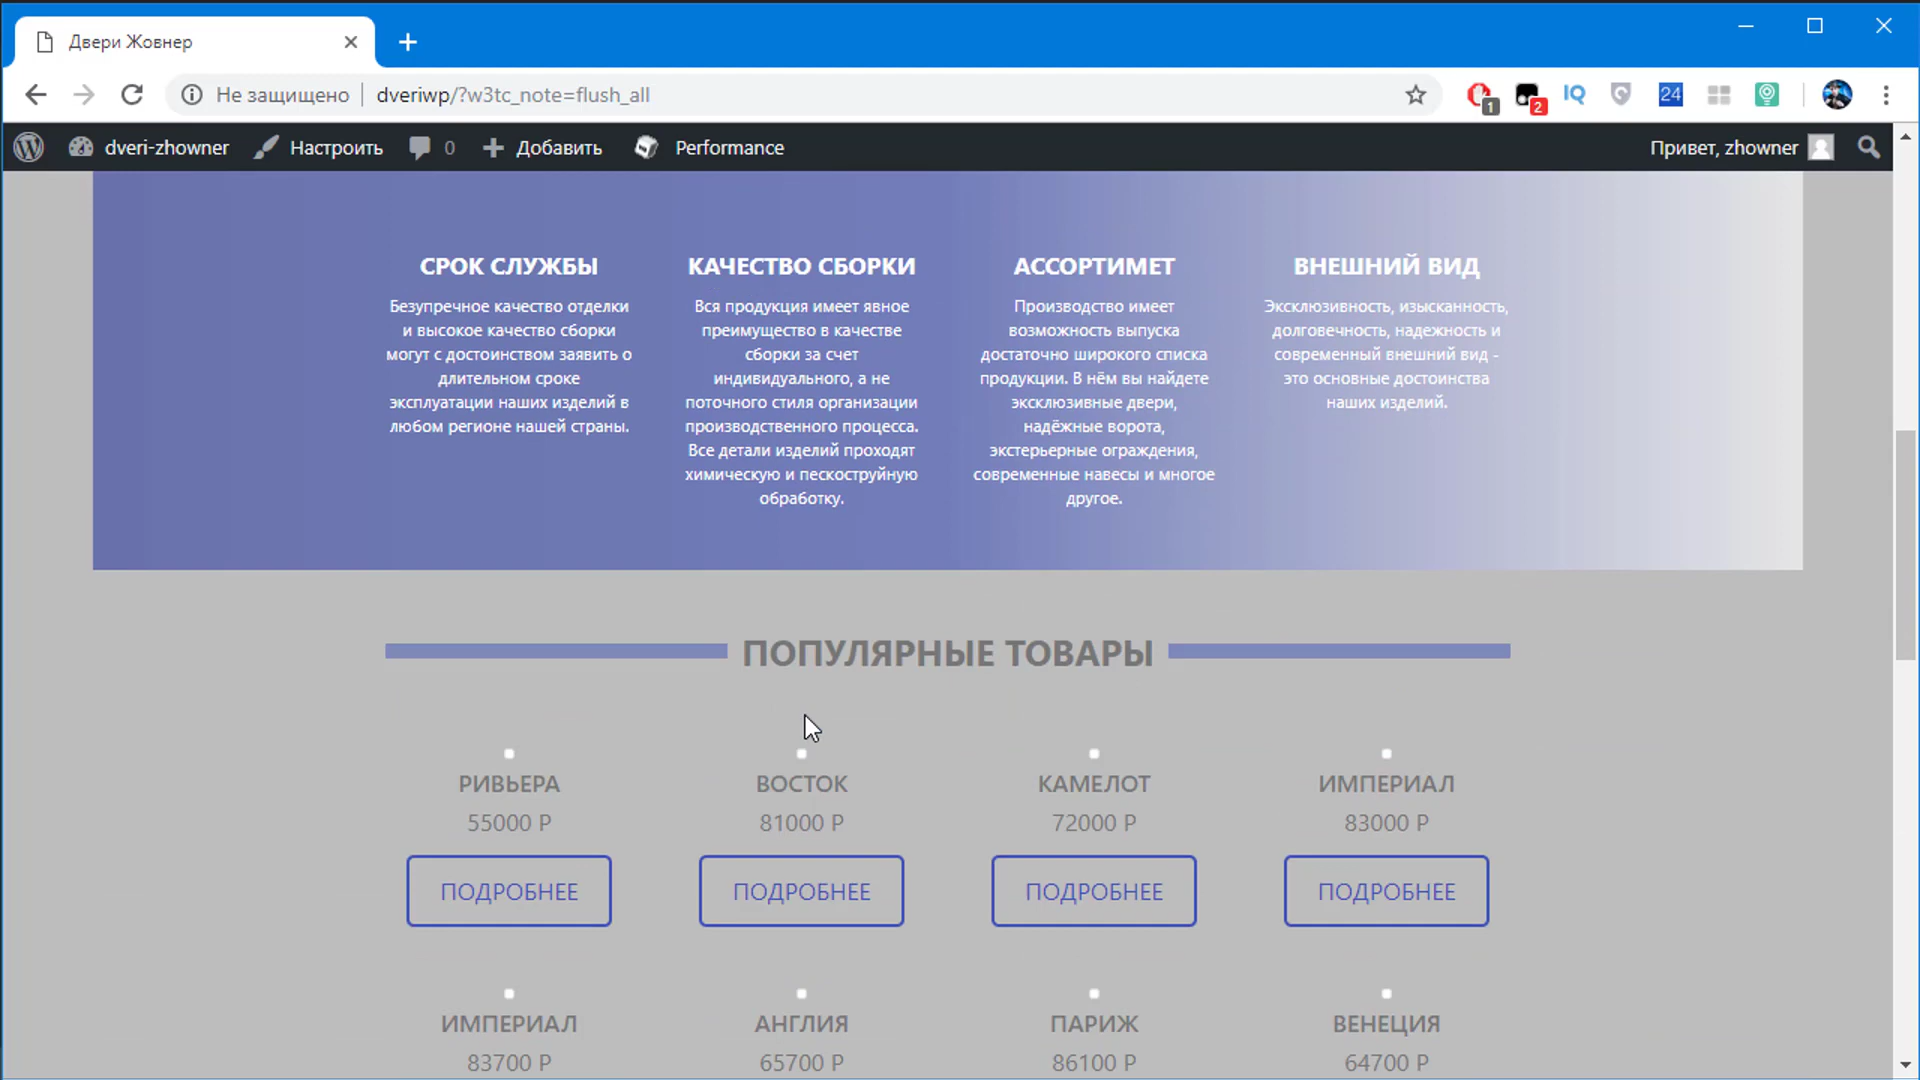 Двери Жовнер
Не защищено
dveriwp/?w3tc_note=flush_all
1
2
IQ
24
dveri-zhowner
Настроить
0
Добавить
Performance
Привет, zhowner
СРОК СЛУЖБЫ
Безупречное качество отделки
и высокое качество сборки
могут с достоинством заявить о
длительном сроке
эксплуатации наших изделий в
любом регионе нашей страны.
КАЧЕСТВО СБОРКИ
Вся продукция имеет явное
преимущество в качестве
сборки за счет
индивидуального, а не
поточного стиля организации
производственного процесса.
Все детали изделий проходят
химическую и пескоструйную
обработку.
АССОРТИМЕТ
Производство имеет
возможность выпуска
достаточно широкого списка
продукции. В нём вы найдете
эксклюзивные двери,
надёжные ворота,
экстерьерные ограждения,
современные навесы и многое
другое.
ВНЕШНИЙ ВИД
Эксклюзивность, изысканность,
долговечность, надежность и
современный внешний вид -
это основные достоинства
наших изделий.
ПОПУЛЯРНЫЕ ТОВАРЫ
РИВЬЕРА
55000 Р
ПОДРОБНЕЕ
ВОСТОК
81000 Р
ПОДРОБНЕЕ
КАМЕЛОТ
72000 Р
ПОДРОБНЕЕ
ИМПЕРИАЛ
83000 Р
ПОДРОБНЕЕ
ИМПЕРИАЛ
83700 Р
АНГЛИЯ
65700 Р
ПАРИЖ
86100 Р
ВЕНЕЦИЯ
64700 Р